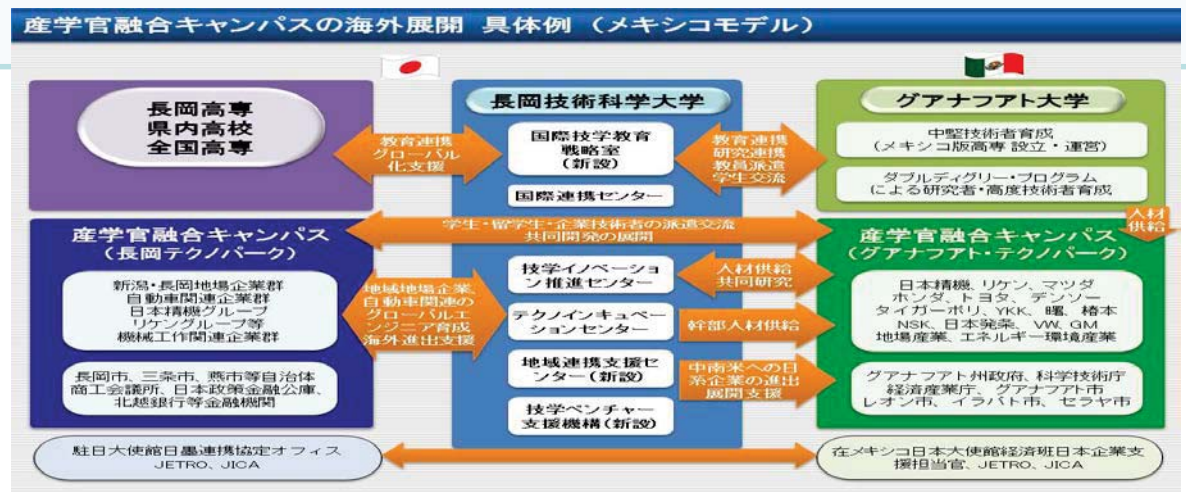 産学官融合キャンパスの海外展開 具体例（メキシコモデル）
長岡高専
県内高校
全国高専
教育連携
グローバル
化支援
長岡技術科学大学
国際技学教育
戦略室
(新設)
国際連携センター
教育連携
研究連携
教員派遣
学生交流
グアナフアト大学
中堅技術者育成
(メキシコ版高専 設立・運営)
ダブルディグリー・プログラム
による研究者・高度技術者育成
学生・留学生・企業技術者の派遣交流
共同開発の展開
人材
供給
産学官融合キャンパス
(長岡テクノパーク)
新潟・長岡地場企業群
自動車関連企業群
日本精機グループ
リケングループ等
機械工作関連企業群
長岡市、三条市、燕市等自治体
商工会議所、日本政策金融公庫、
北越銀行等金融機関
地域地場企業、
自動車関連の
グローバルエ
ンジニア育成
海外進出支援
技学イノベーショ
ン推進センター
テクノインキュベー
ションセンター
地域連携支援セ
ンター(新設)
技学ベンチャー
支援機構(新設)
人材供給
共同研究
幹部人材供給
中南米への日
系企業の進出
展開支援
産学官融合キャンパス
(グアナフアト・テクノパーク)
日本精機、リケン、マツダ
ホンダ、トヨタ、デンソー
タイガーポリ、YKK、曙、椿本
NSK、日本発条、VW、GM
地場産業、エネルギー環境産業
グアナフアト州政府、科学技術庁
経済産業庁、グアナフアト市
レオン市、イラパト市、セラヤ市
駐日大使館日墨連携協定オフィス
JETRO、JICA
在メキシコ日本大使館経済班日本企業支
援担当官、JETRO、JICA